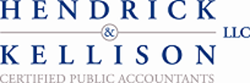 HENDRICK
& LLC
KELLISON
CERTIFIED PUBLIC ACCOUNTANTS